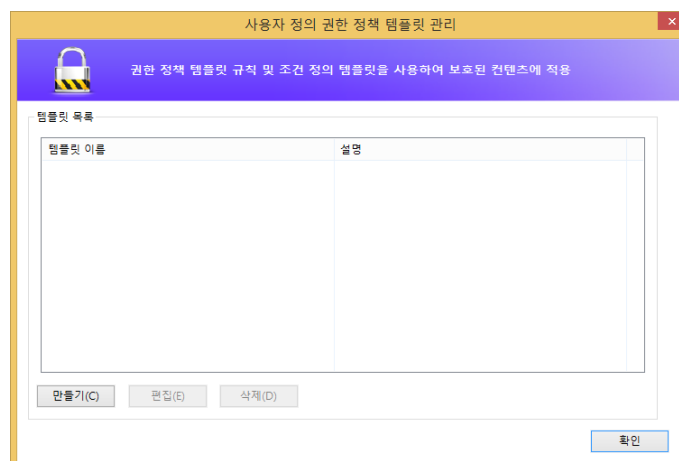 사용자 정의 권한 정책 템플릿 관리
권한 정책 템플릿 규칙 및 조건 정의 템플릿을 사용하여 보호된 컨텐츠에 적용
템플릿 목록
템플릿 이름 설명
만들기(C) 편집(E) 삭제(D)
확인